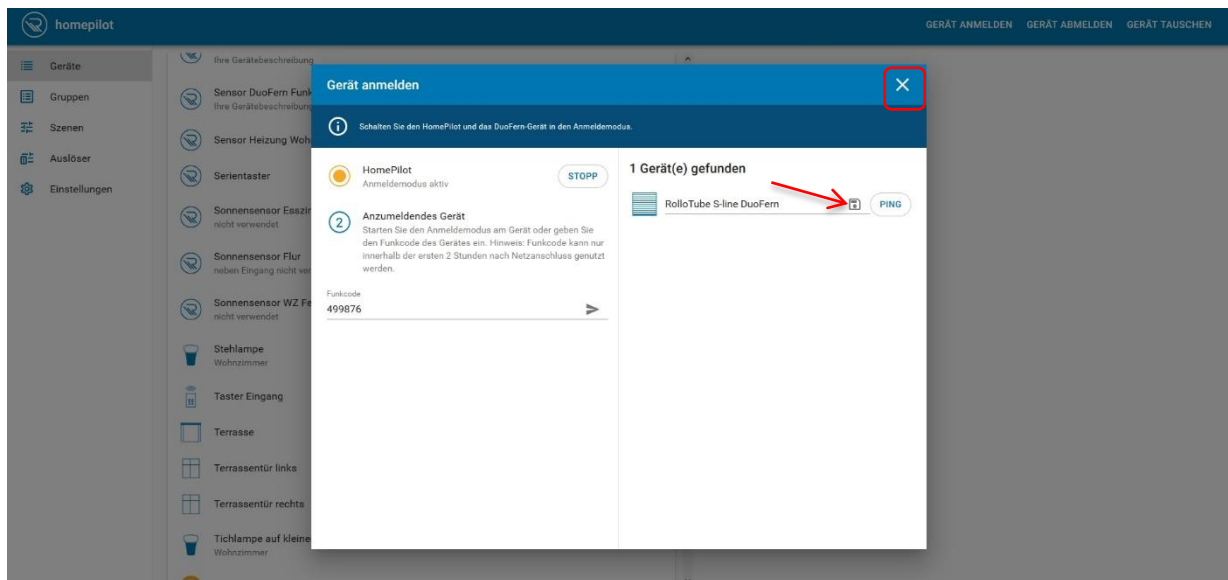 homepilot
GERÄT ANMELDEN GERÄT ABMELDEN GERÄT TAUSCHEN
Geräte
Gruppen
Szenen
Auslöser
Einstellungen
Ihre Gerätebeschreibung
Sensor DuoFern Funk
Ihre Gerätebeschreibung
Sensor Heizung Woh
Serientaster
Sonnensensor Esszir
nicht verwendet
Sonnensensor Flur
neben Eingang nicht ver
Sonnensensor WZ Fe
nicht verwendet
Stehlampe
Wohnzimmer
Taster Eingang
Terrasse
Terrassentür links
Terrassentür rechts
Tichlampe auf kleine
Wohnzimmer
Gerät anmelden
Schalten Sie den HomePilot und das DuoFern-Gerät in den Anmeldemodus.
HomePilot
Anmeldemodus aktiv
STOPP
2
Anzumeldendes Gerät
Starten Sie den Anmeldemodus am Gerät oder geben Sie
den Funkcode des Gerätes ein. Hinweis: Funkcode kann nur
innerhalb der ersten 2 Stunden nach Netzanschluss genutzt
werden.
Funkcode
499876
1 Gerät(e) gefunden
RolloTube S-line DuoFern
PING